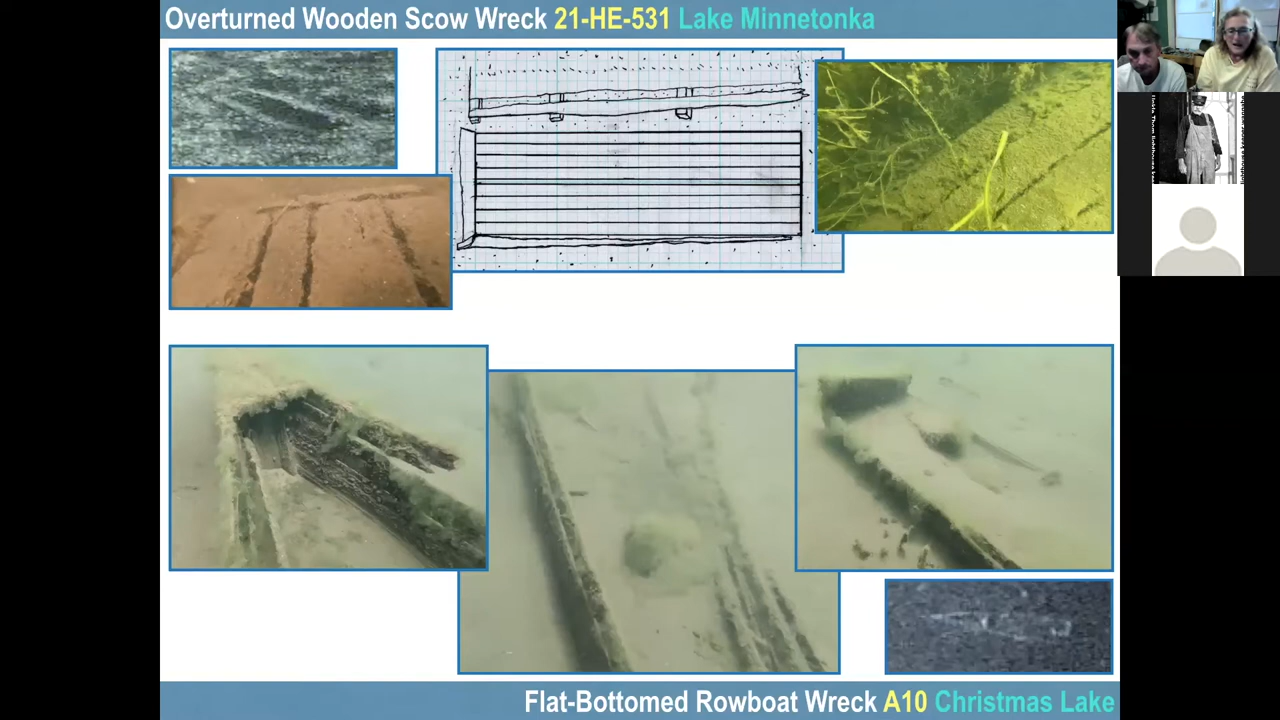 Overturned Wooden Scow Wreck 21-HE-531 Lake Minnetonka
Flat-Bottomed Rowboat Wreck A10 Christmas Lake